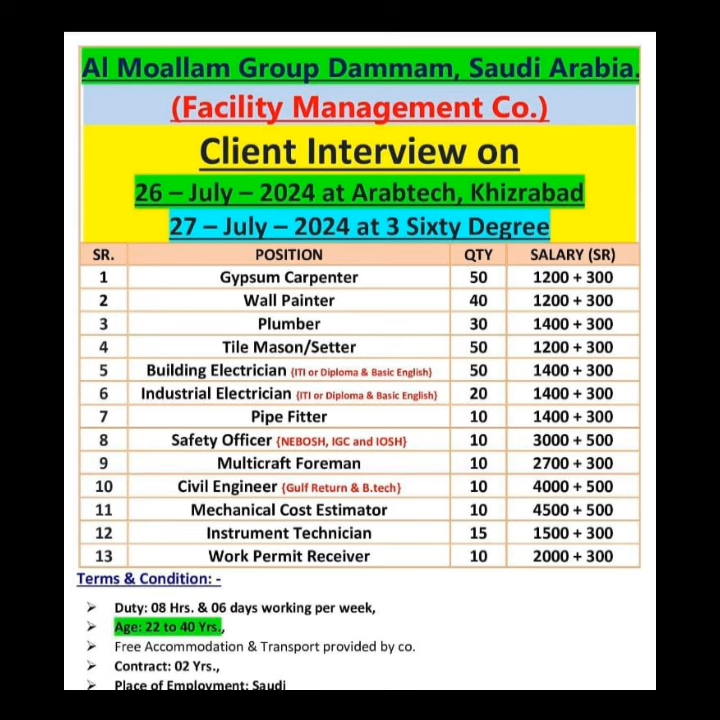 Al Moallam Group Dammam, Saudi Arabia.
(Facility Management Co.)
Client Interview on
26 – July – 2024 at Arabtech, Khizrabad
27 – July – 2024 at 3 Sixty Degree
SR. POSITION QTY SALARY (SR)
1 Gypsum Carpenter 50 1200 + 300
2 Wall Painter 40 1200 + 300
3 Plumber 30 1400 + 300
4 Tile Mason/Setter 50 1200 + 300
5 Building Electrician {ITI or Diploma & Basic English} 50 1400 + 300
6 Industrial Electrician {ITI or Diploma & Basic English} 20 1400 + 300
7 Pipe Fitter 10 1400 + 300
8 Safety Officer {NEBOSH, IGC and IOSH} 10 3000 + 500
9 Multicraft Foreman 10 2700 + 300
10 Civil Engineer {Gulf Return & B.tech} 10 4000 + 500
11 Mechanical Cost Estimator 10 4500 + 500
12 Instrument Technician 15 1500 + 300
13 Work Permit Receiver 10 2000 + 300
Terms & Condition: -
➢ Duty: 08 Hrs. & 06 days working per week,
➢ Age: 22 to 40 Yrs.,
➢ Free Accommodation & Transport provided by co.
➢ Contract: 02 Yrs.,
➢ Place of Employment: Saudi